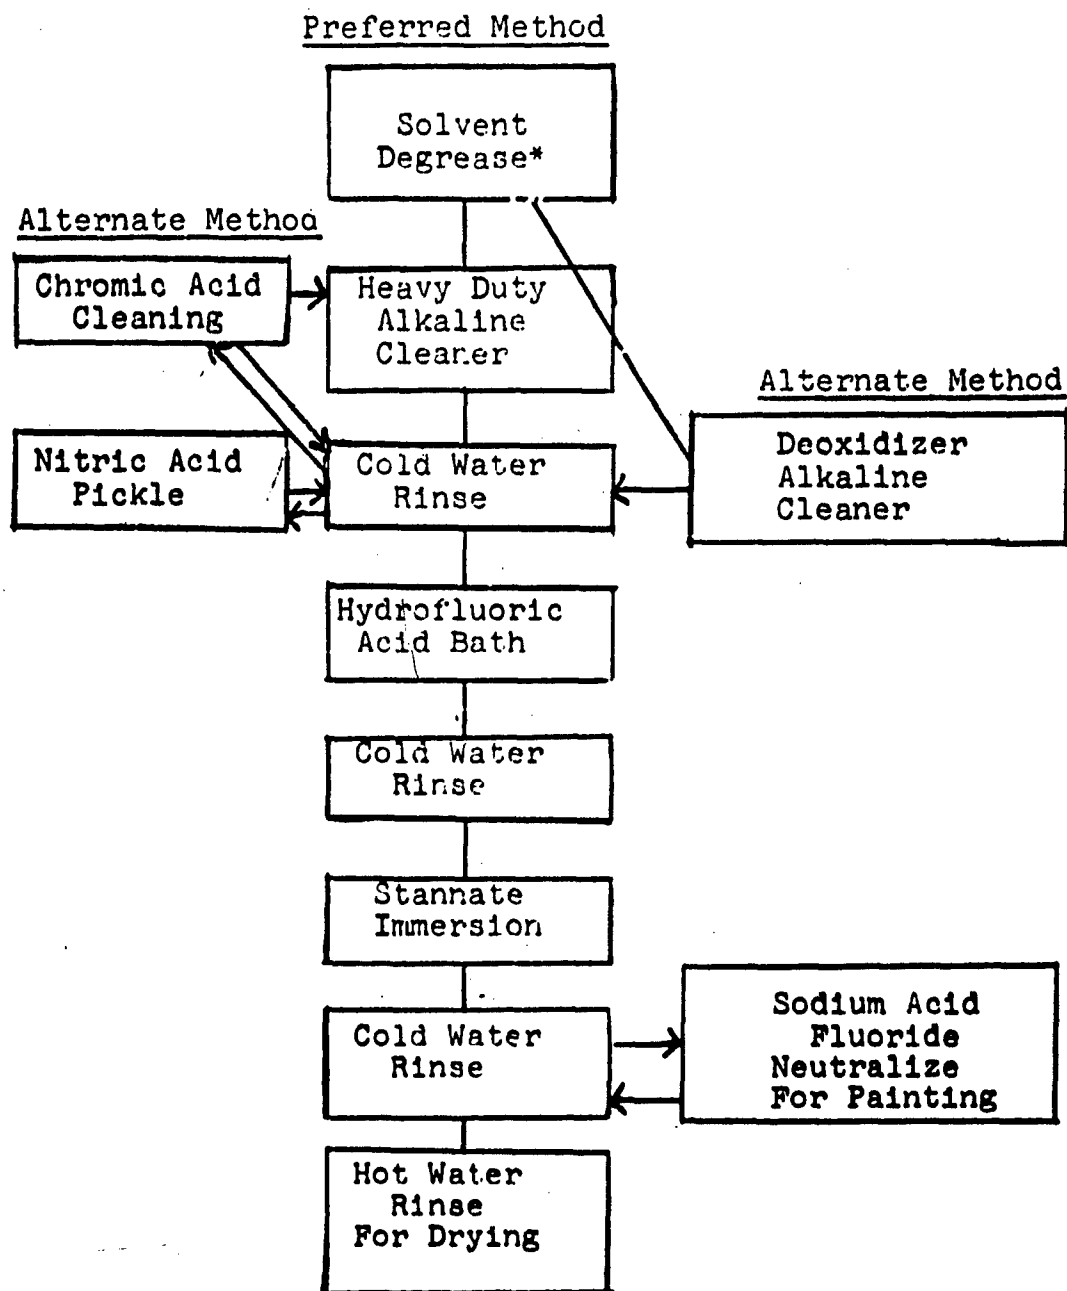 Preferred Method
Solvent
Degrease*
Alternate Method
Chromic Acid
Cleaning
Heavy Duty
Alkaline
Cleaner
Alternate Method
Nitric Acid
Pickle
Cold Water
Rinse
Deoxidizer
Alkaline
Cleaner
Hydrofluoric
Acid Bath
Cold Water
Rinse
Stannate
Immersion
Cold Water
Rinse
Sodium Acid
Fluoride
Neutralize
For Painting
Hot Water
Rinse
For Drying